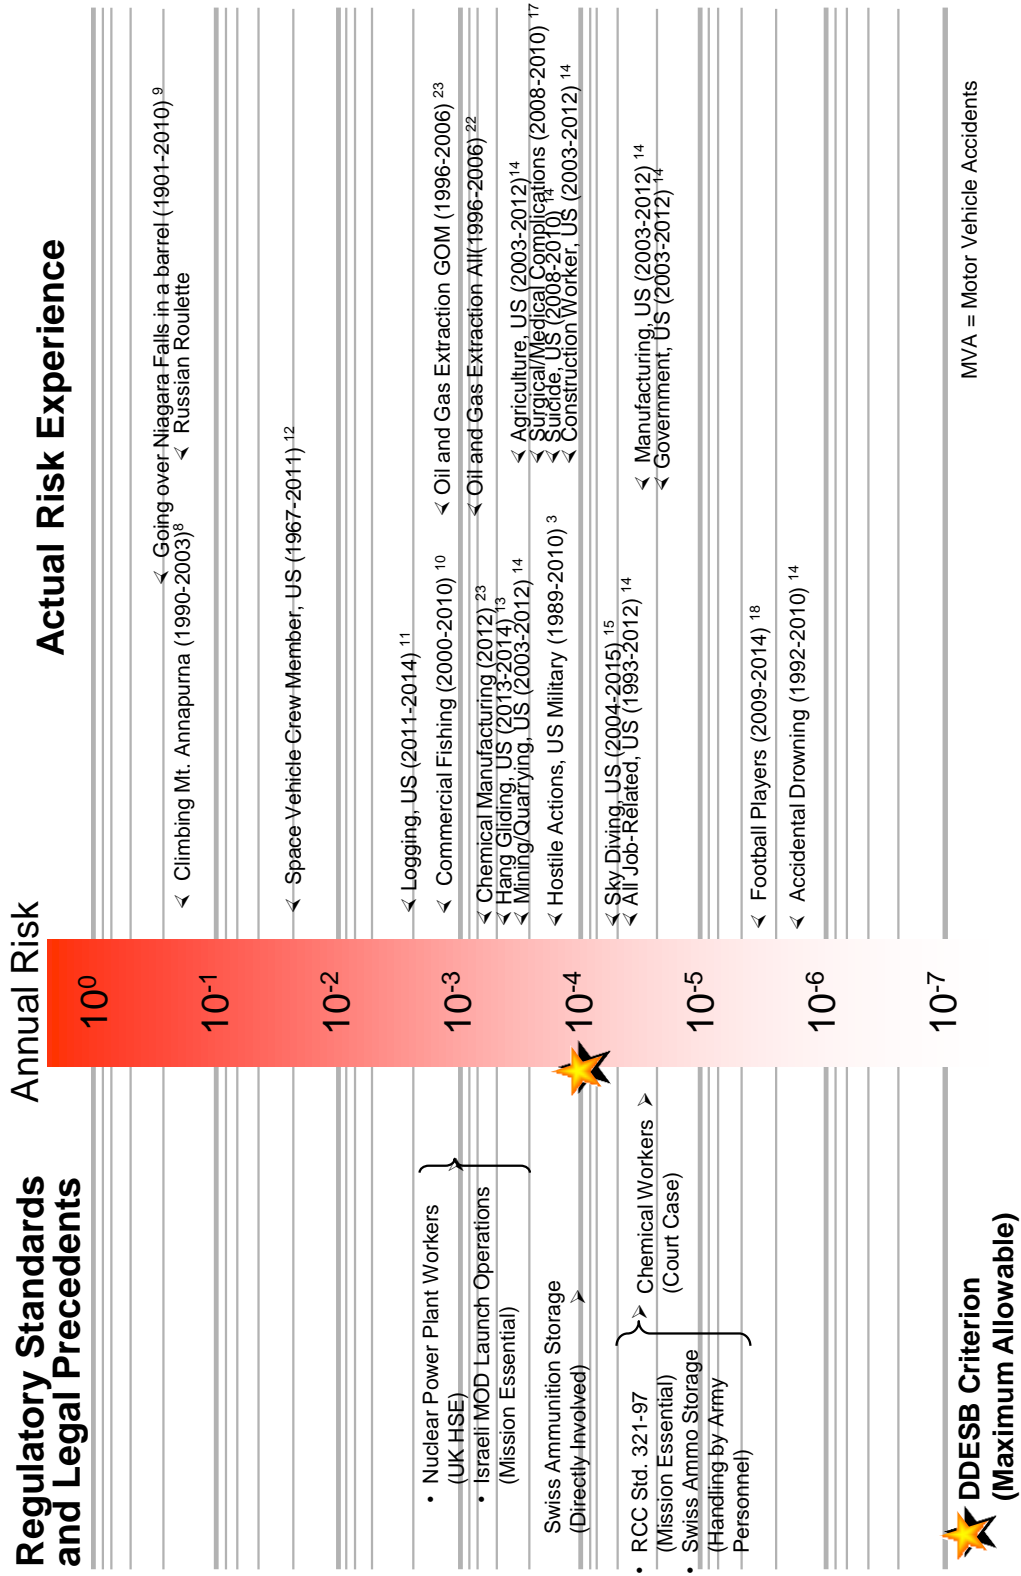 Regulatory Standards
and Legal Precedents
Annual Risk
Actual Risk Experience
10⁰
10⁻¹
10⁻²
10⁻³
10⁻⁴
10⁻⁵
10⁻⁶
10⁻⁷
• Nuclear Power Plant Workers
(UK HSE)
• Israeli MOD Launch Operations
(Mission Essential)
Swiss Ammunition Storage
(Directly Involved)
• RCC Std. 321-97
(Mission Essential)
• Swiss Ammo Storage
(Handling by Army
Personnel)
Chemical Workers
(Court Case)
DDESB Criterion
(Maximum Allowable)
Going over Niagara Falls in a barrel (1901-2010) ⁹
Climbing Mt. Annapurna (1990-2003)⁸
Russian Roulette
Space Vehicle Crew Member, US (1967-2011) ¹²
Logging, US (2011-2014) ¹¹
Commercial Fishing (2000-2010) ¹⁰
Oil and Gas Extraction GOM (1996-2006) ²³
Oil and Gas Extraction All(1996-2006) ²²
Chemical Manufacturing (2012) ²³
Hang Gliding, US (2013-2014) ¹³
Mining/Quarrying, US (2003-2012) ¹⁴
Agriculture, US (2003-2012)¹⁴
Surgical/Medical Complications (2008-2010) ¹⁷
Suicide, US (2008-2010) ¹⁴
Construction Worker, US (2003-2012) ¹⁴
Hostile Actions, US Military (1989-2010) ³
Sky Diving, US (2004-2015) ¹⁵
All Job-Related, US (1993-2012) ¹⁴
Manufacturing, US (2003-2012) ¹⁴
Government, US (2003-2012) ¹⁴
Football Players (2009-2014) ¹⁸
Accidental Drowning (1992-2010) ¹⁴
MVA = Motor Vehicle Accidents